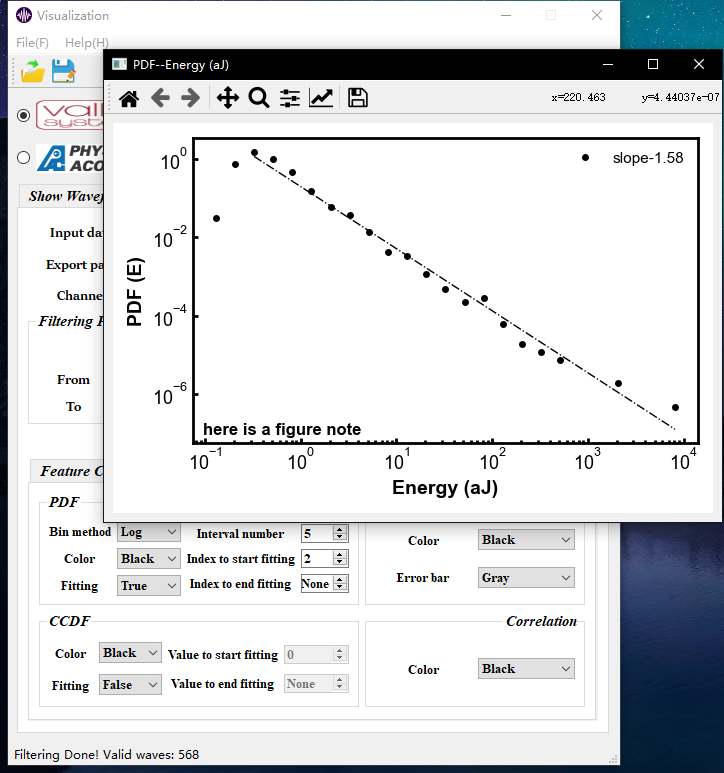 Visualization
File(F) Help(H)
PDF--Energy (aJ)
x=220.463 y=4.44037e-07
Vall
syste
PHY
ACO
Show Wavef
Input da
Export pa
Channe
Filtering P
From
To
slope-1.58
10^0
10^−2
10^−4
10^−6
PDF (E)
here is a figure note
10^−1 10^0 10^1 10^2 10^3 10^4
Energy (aJ)
Feature C
PDF
Bin method Log Interval number 5
Color Black Index to start fitting 2
Fitting True Index to end fitting None
Color Black
Error bar Gray
CCDF
Color Black Value to start fitting 0
Fitting False Value to end fitting None
Correlation
Color Black
Filtering Done! Valid waves: 568